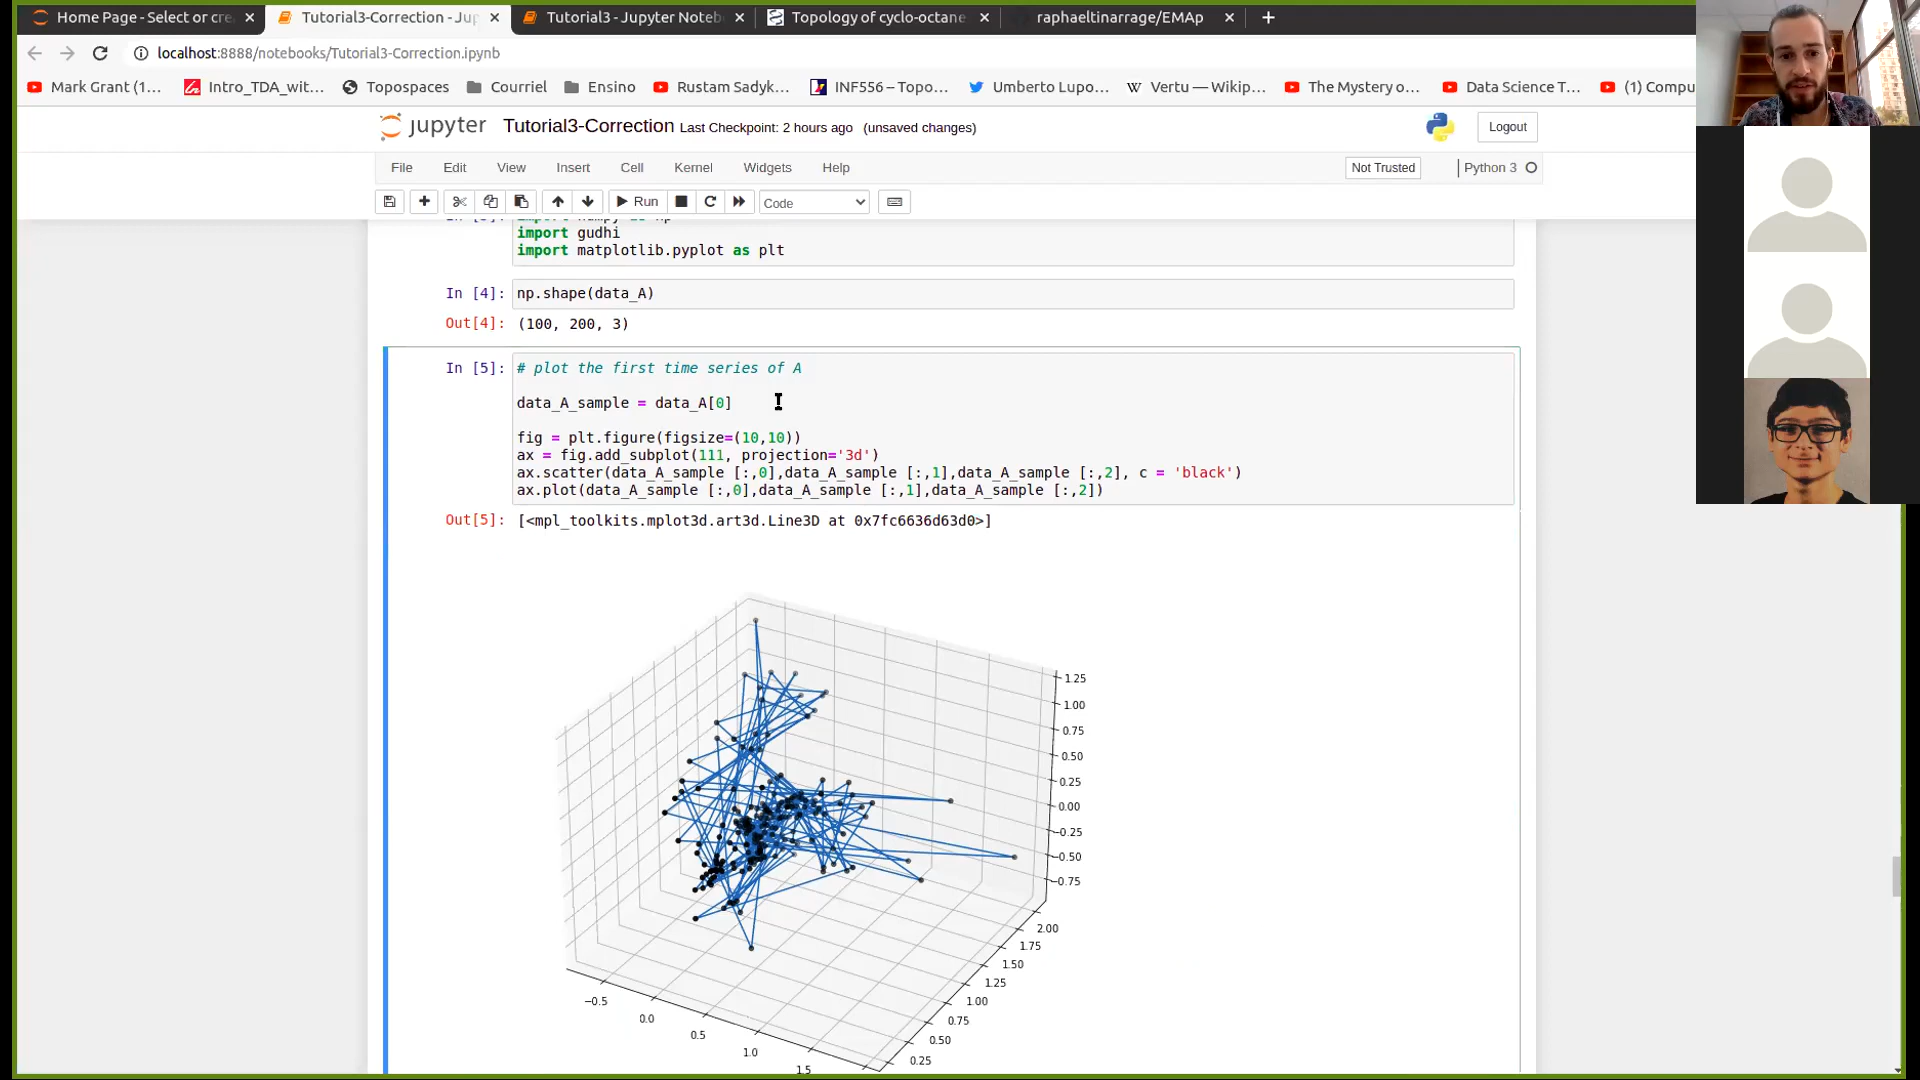 Home Page - Select or cre
Tutorial3-Correction - Jup
Tutorial3 - Jupyter Noteb
Topology of cyclo-octane
raphaeltinarrage/EMAp
localhost:8888/notebooks/Tutorial3-Correction.ipynb
Mark Grant (1...
Intro_TDA_wit...
Topospaces
Courriel
Ensino
Rustam Sadyk...
INF556 – Topo...
Umberto Lupo...
Vertu — Wikip...
The Mystery o...
Data Science T...
(1) Compu
jupyter Tutorial3-Correction Last Checkpoint: 2 hours ago (unsaved changes)
Logout
File Edit View Insert Cell Kernel Widgets Help
Not Trusted
Python 3
Run
Code
import numpy as np
import gudhi
import matplotlib.pyplot as plt
In [4]: np.shape(data_A)
Out[4]: (100, 200, 3)
In [5]: # plot the first time series of A
data_A_sample = data_A[0]
fig = plt.figure(figsize=(10,10))
ax = fig.add_subplot(111, projection='3d')
ax.scatter(data_A_sample [:,0],data_A_sample [:,1],data_A_sample [:,2], c = 'black')
ax.plot(data_A_sample [:,0],data_A_sample [:,1],data_A_sample [:,2])
Out[5]: [<mpl_toolkits.mplot3d.art3d.Line3D at 0x7fc6636d63d0>]
1.25
1.00
0.75
0.50
0.25
0.00
−0.25
−0.50
−0.75
2.00
1.75
1.50
1.25
1.00
0.75
0.50
0.25
−0.5
0.0
0.5
1.0
1.5